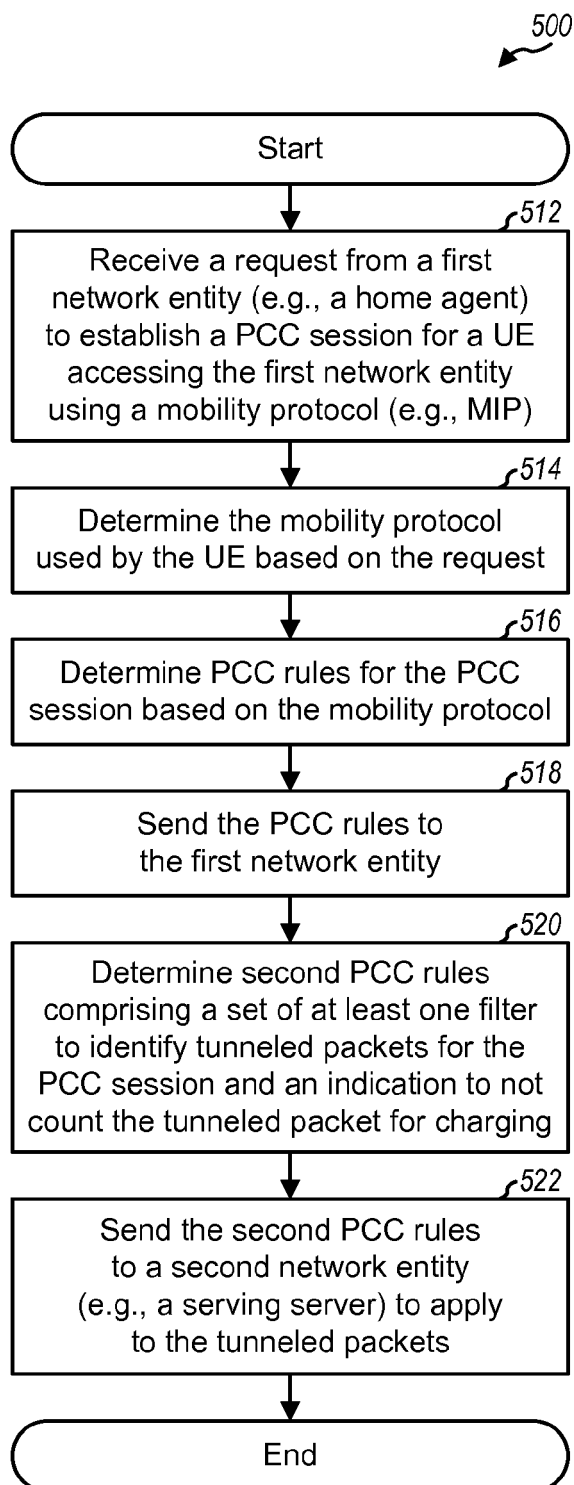 500
Start
512
Receive a request from a first
network entity (e.g., a home agent)
to establish a PCC session for a UE
accessing the first network entity
using a mobility protocol (e.g., MIP)
514
Determine the mobility protocol
used by the UE based on the request
516
Determine PCC rules for the PCC
session based on the mobility protocol
518
Send the PCC rules to
the first network entity
520
Determine second PCC rules
comprising a set of at least one filter
to identify tunneled packets for the
PCC session and an indication to not
count the tunneled packet for charging
522
Send the second PCC rules
to a second network entity
(e.g., a serving server) to apply
to the tunneled packets
End